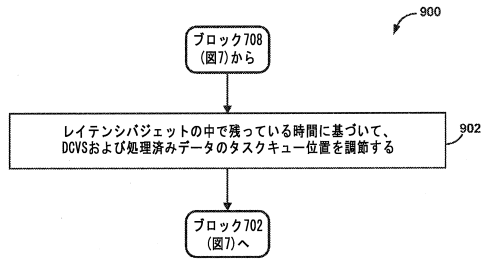 900
ブロック708
(図7)から
レイテンシバジェットの中で残っている時間に基づいて、
DCVSおよび処理済みデータのタスクキュー位置を調節する
902
ブロック702
(図7)へ